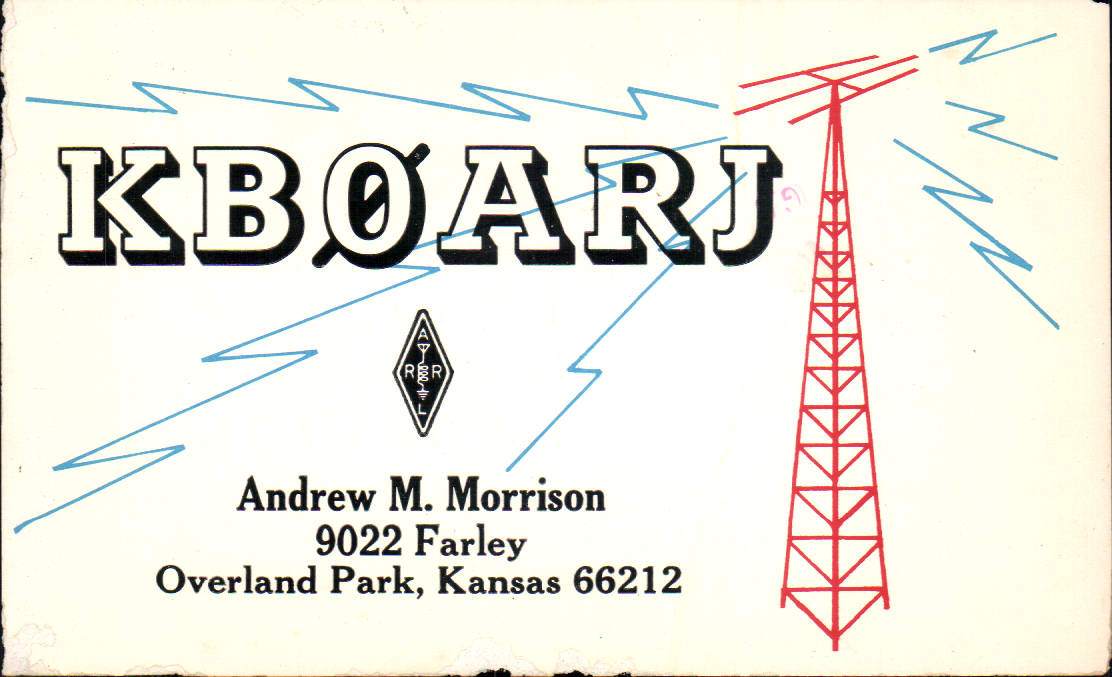 KBØARJ
A
R R
L
Andrew M. Morrison
9022 Farley
Overland Park, Kansas 66212